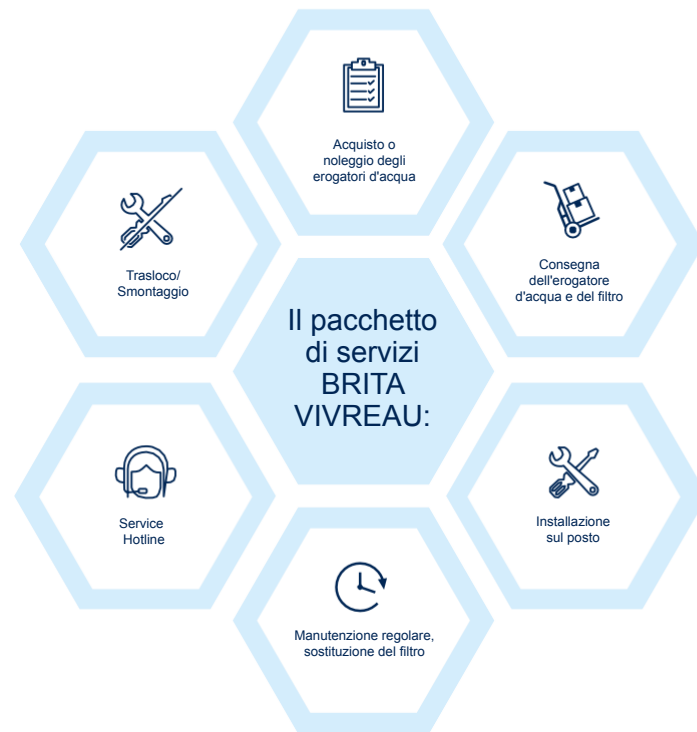 Acquisto o
noleggio degli
erogatori d'acqua
Trasloco/
Smontaggio
Consegna
dell'erogatore
d'acqua e del filtro
Il pacchetto
di servizi
BRITA
VIVREAU:
Service
Hotline
Installazione
sul posto
Manutenzione regolare,
sostituzione del filtro